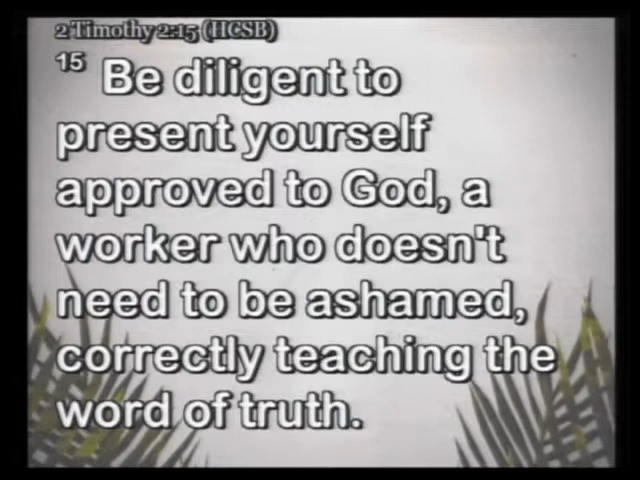 2 Timothy 2:15 (HCSB)
15 Be diligent to
present yourself
approved to God, a
worker who doesn't
need to be ashamed,
correctly teaching the
word of truth.